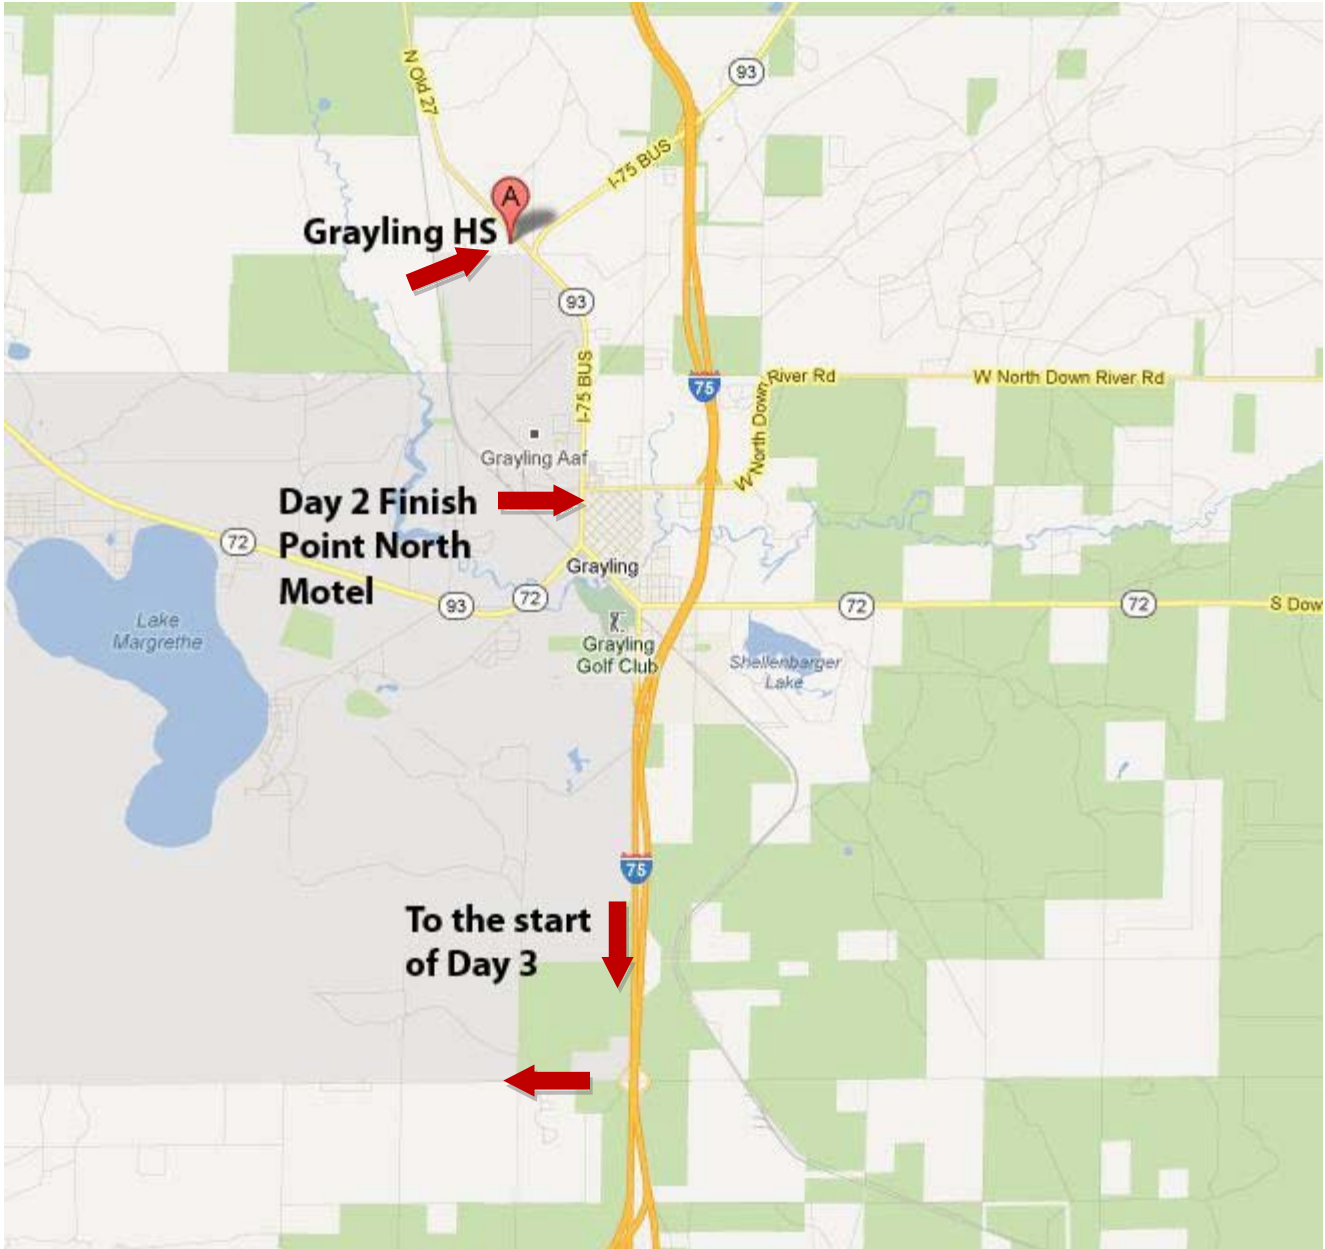 93
N Old 27
I-75 BUS
A
Grayling HS
93
I-75 BUS
75
River Rd
W North Down River Rd
W North Down
Grayling Aaf
Day 2 Finish
Point North
Motel
72
Grayling
93
72
72
72
S Dow
Lake
Margrethe
Grayling
Golf Club
Shellenbarger
Lake
75
To the start
of Day 3